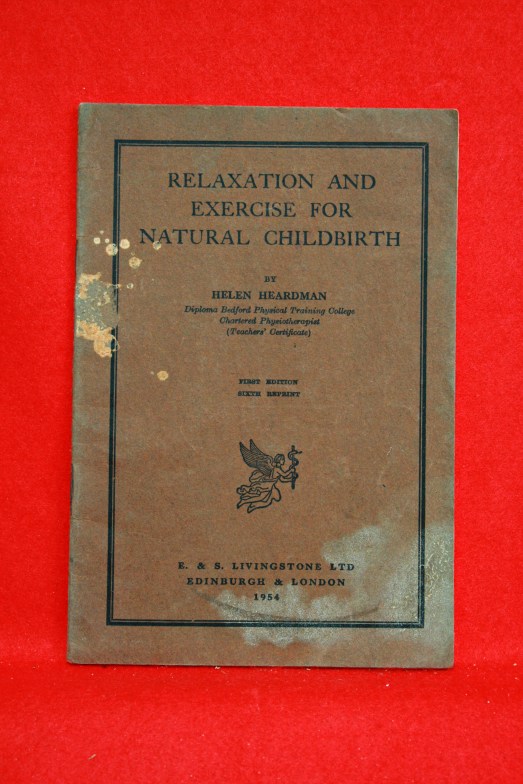 RELAXATION AND
EXERCISE FOR
NATURAL CHILDBIRTH
BY
HELEN HEARDMAN
Diploma Bedford Physical Training College
Chartered Physiotherapist
(Teachers' Certificate)
FIRST EDITION
SIXTH REPRINT
E. & S. LIVINGSTONE LTD
EDINBURGH & LONDON
1954